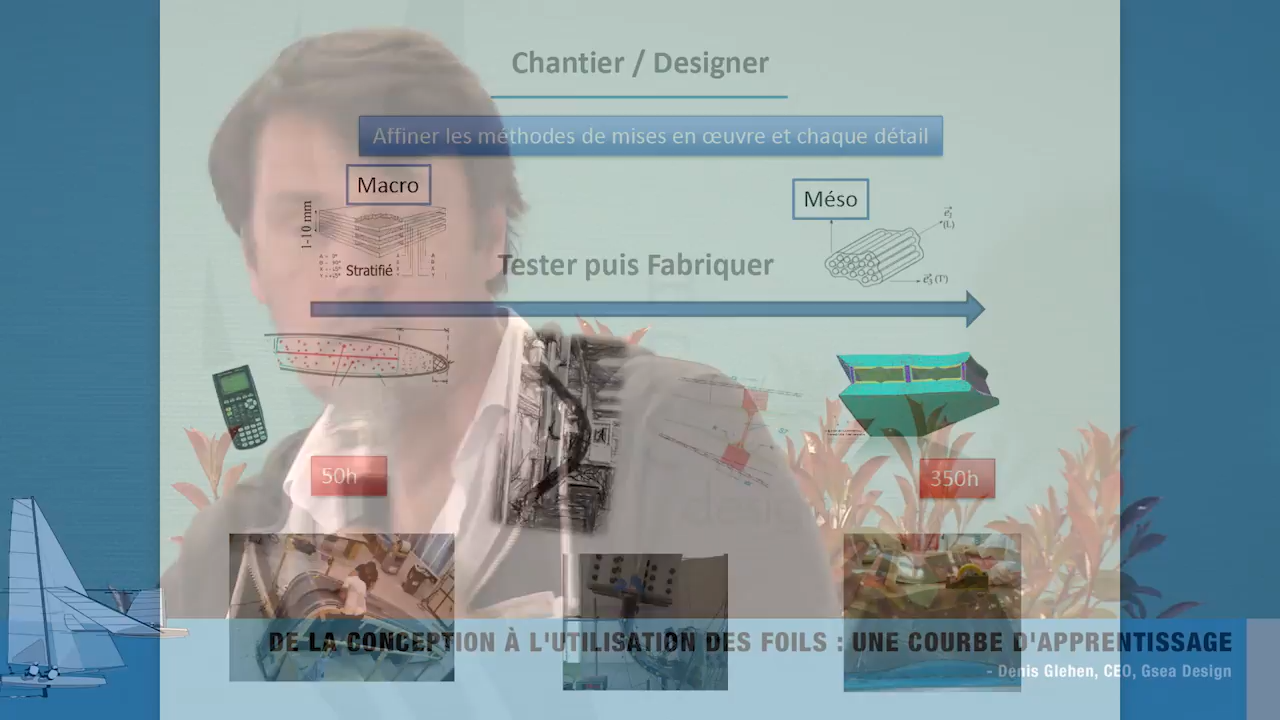 Chantier / Designer
Affiner les méthodes de mises en œuvre et chaque détail
Macro
Méso
1-10 mm
Stratifié
(L)
(T)
Tester puis Fabriquer
50h
350h
DE LA CONCEPTION À L'UTILISATION DES FOILS : UNE COURBE D'APPRENTISSAGE
- Denis Glehen, CEO, Gsea Design